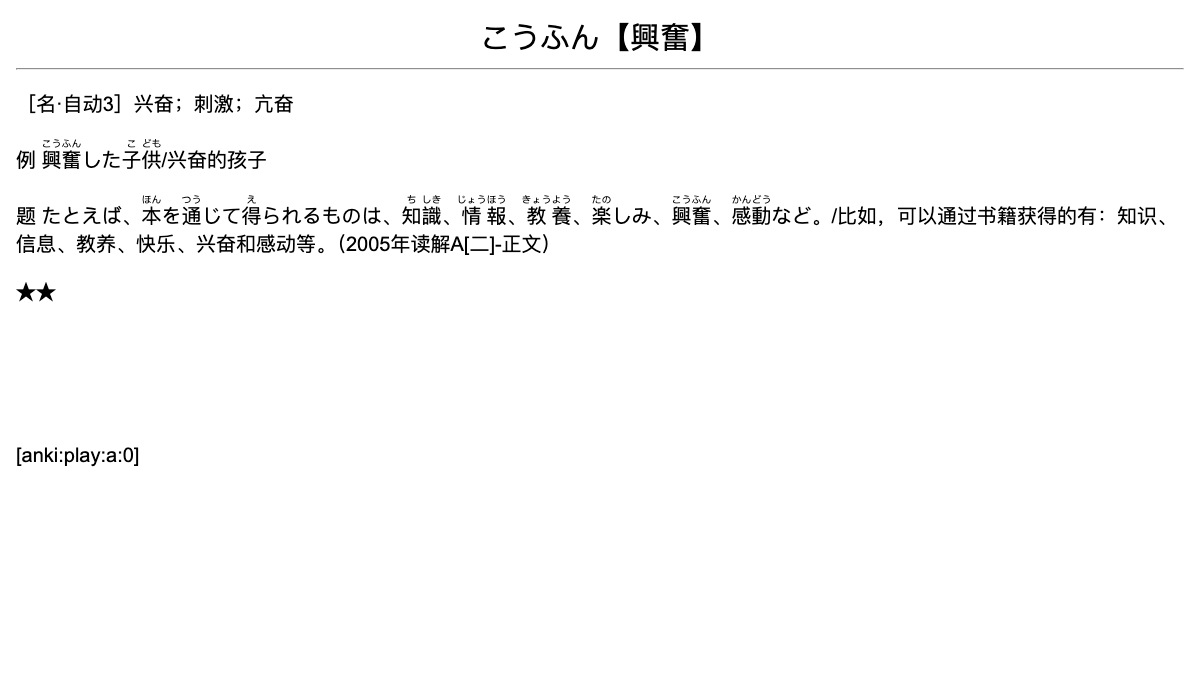 こうふん【興奮】
［名·自动3］兴奋；刺激；亢奋
こうふん こ ども
例 興奮した子供/兴奋的孩子
ほん つう え ち しき じょうほう きょうよう たの こうふん かんどう
题 たとえば、本を通じて得られるものは、知識、情報、教養、楽しみ、興奮、感動など。/比如，可以通过书籍获得的有：知识、
信息、教养、快乐、兴奋和感动等。（2005年读解A[二]-正文）
★★
[anki:play:a:0]